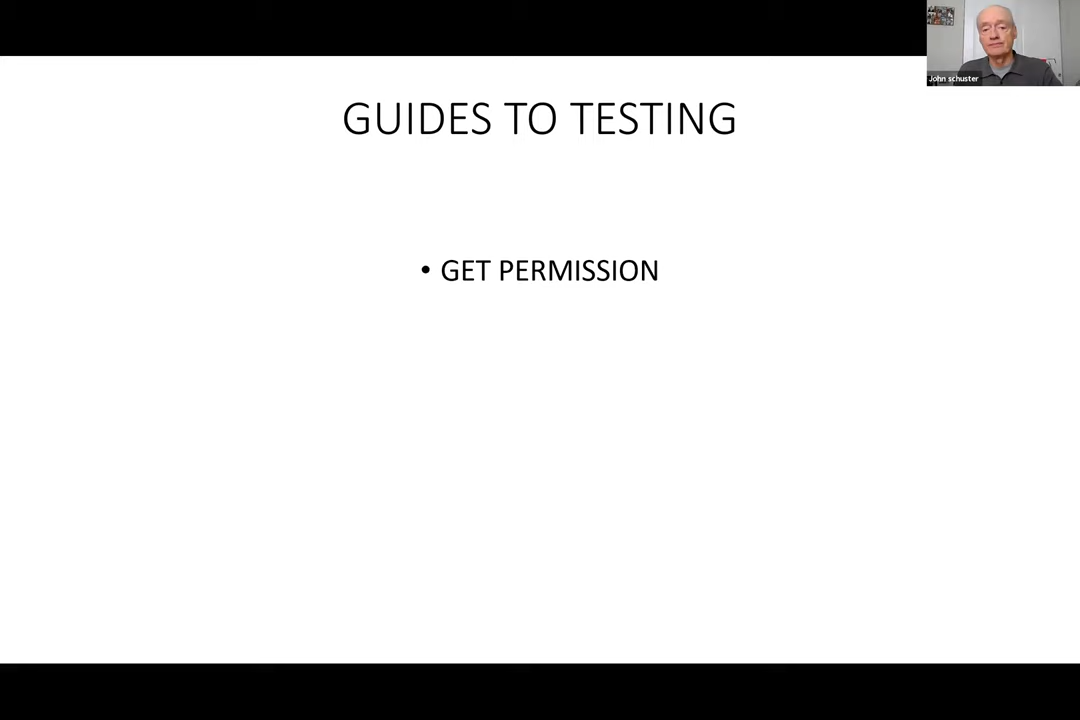 John schuster
GUIDES TO TESTING
• GET PERMISSION